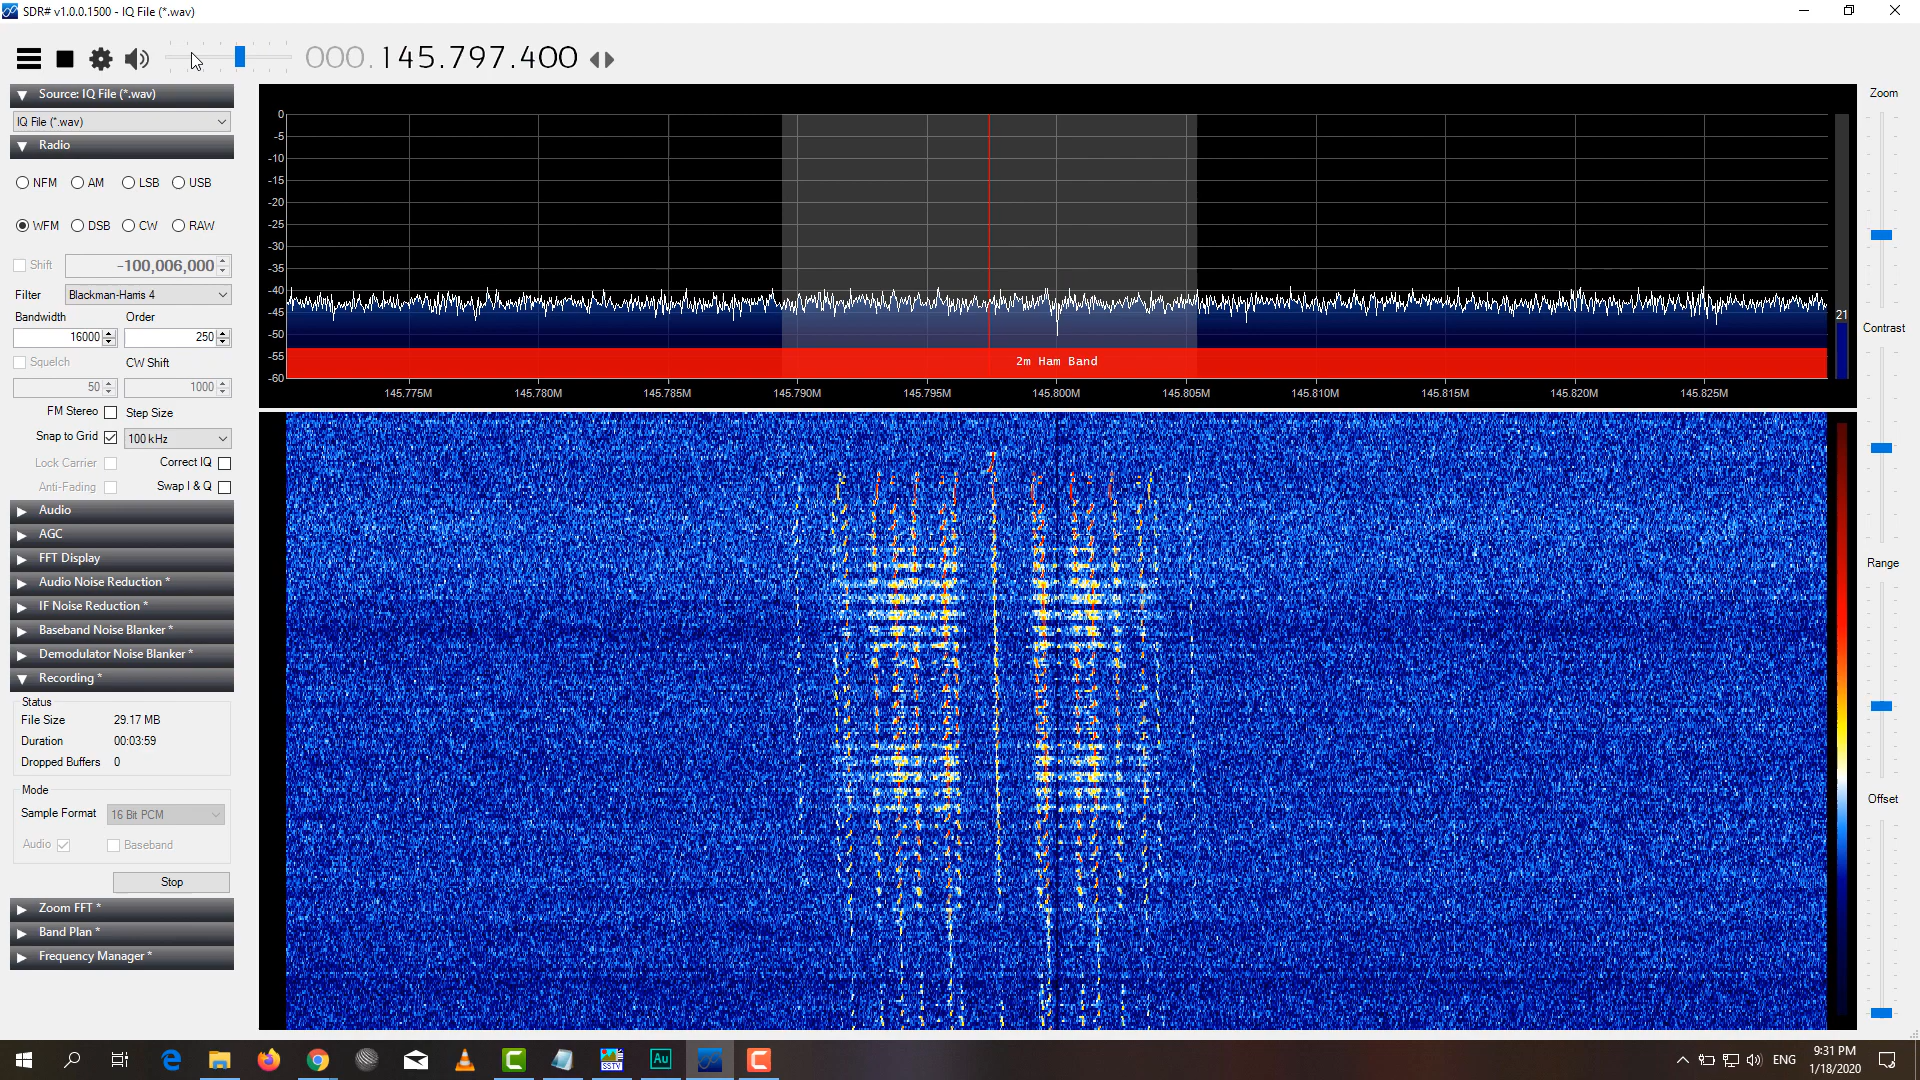 SDR# v1.0.0.1500 - IQ File (*.wav)
000.145.797.400
Source: IQ File (*.wav)
IQ File (*.wav)
Radio
NFM AM LSB USB
WFM DSB CW RAW
Shift -100,006,000
Filter Blackman-Harris 4
Bandwidth Order
16000 250
Squelch CW Shift
50 1000
FM Stereo Step Size
Snap to Grid 100 kHz
Lock Carrier Correct IQ
Anti-Fading Swap I & Q
Audio
AGC
FFT Display
Audio Noise Reduction *
IF Noise Reduction *
Baseband Noise Blanker *
Demodulator Noise Blanker *
Recording *
Status
File Size 29.17 MB
Duration 00:03:59
Dropped Buffers 0
Mode
Sample Format 16 Bit PCM
Audio Baseband
Stop
Zoom FFT *
Band Plan *
Frequency Manager *
0
-5
-10
-15
-20
-25
-30
-35
-40
-45
-50
-55
-60
2m Ham Band
145.775M 145.780M 145.785M 145.790M 145.795M 145.800M 145.805M 145.810M 145.815M 145.820M 145.825M
21
Zoom
Contrast
Range
Offset
SSTV
Au
ENG
9:31 PM
1/18/2020